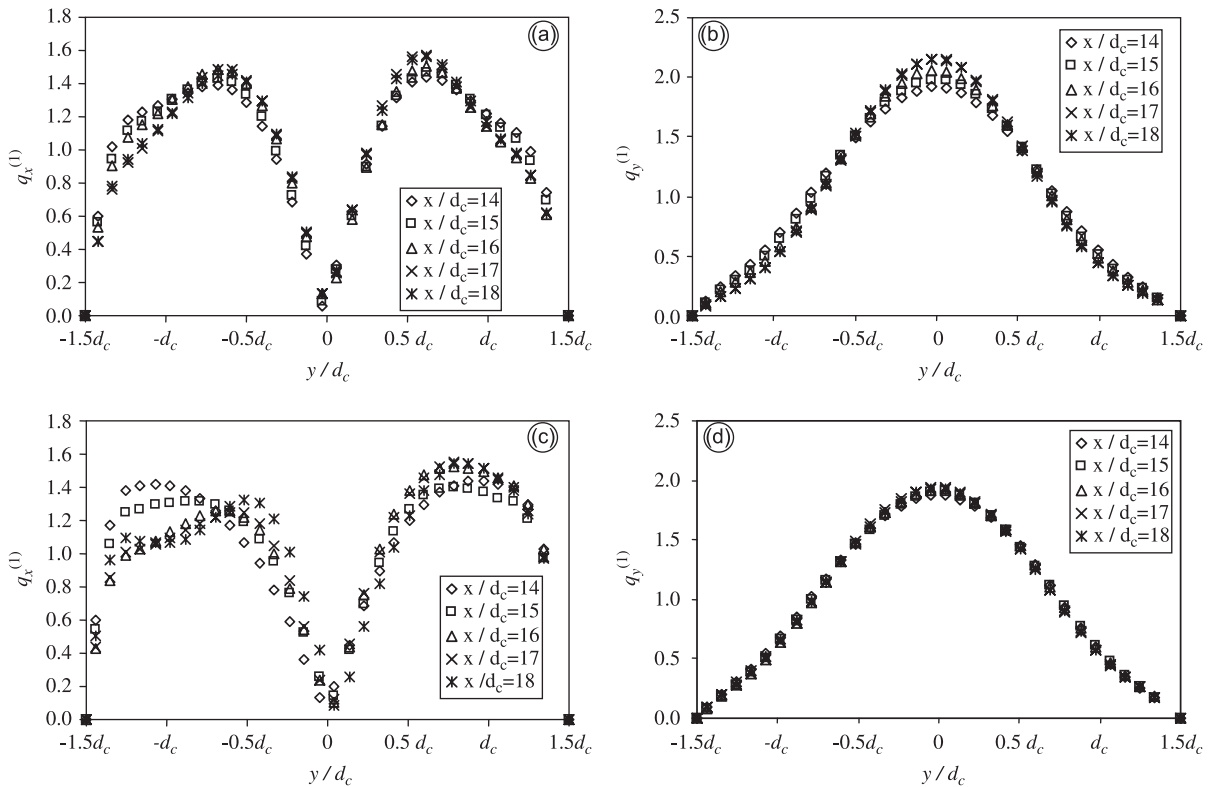 (a)
1.8
1.6
1.4
1.2
1.0
0.8
0.6
0.4
0.2
0.0
q_x^(1)
x / d_c=14
x / d_c=15
x / d_c=16
x / d_c=17
x / d_c=18
-1.5d_c -d_c -0.5d_c 0 0.5 d_c d_c 1.5d_c
y / d_c
(b)
2.5
2.0
1.5
1.0
0.5
0.0
q_y^(1)
x / d_c=14
x / d_c=15
x / d_c=16
x / d_c=17
x / d_c=18
-1.5d_c -d_c -0.5d_c 0 0.5 d_c d_c 1.5d_c
y / d_c
(c)
1.8
1.6
1.4
1.2
1.0
0.8
0.6
0.4
0.2
0.0
q_x^(1)
x / d_c=14
x / d_c=15
x / d_c=16
x / d_c=17
x /d_c=18
-1.5d_c -d_c -0.5d_c 0 0.5 d_c d_c 1.5d_c
y / d_c
(d)
2.5
2.0
1.5
1.0
0.5
0.0
q_y^(1)
x / d_c=14
x / d_c=15
x / d_c=16
x / d_c=17
x / d_c=18
-1.5d_c -d_c -0.5d_c 0 0.5 d_c d_c 1.5d_c
y / d_c